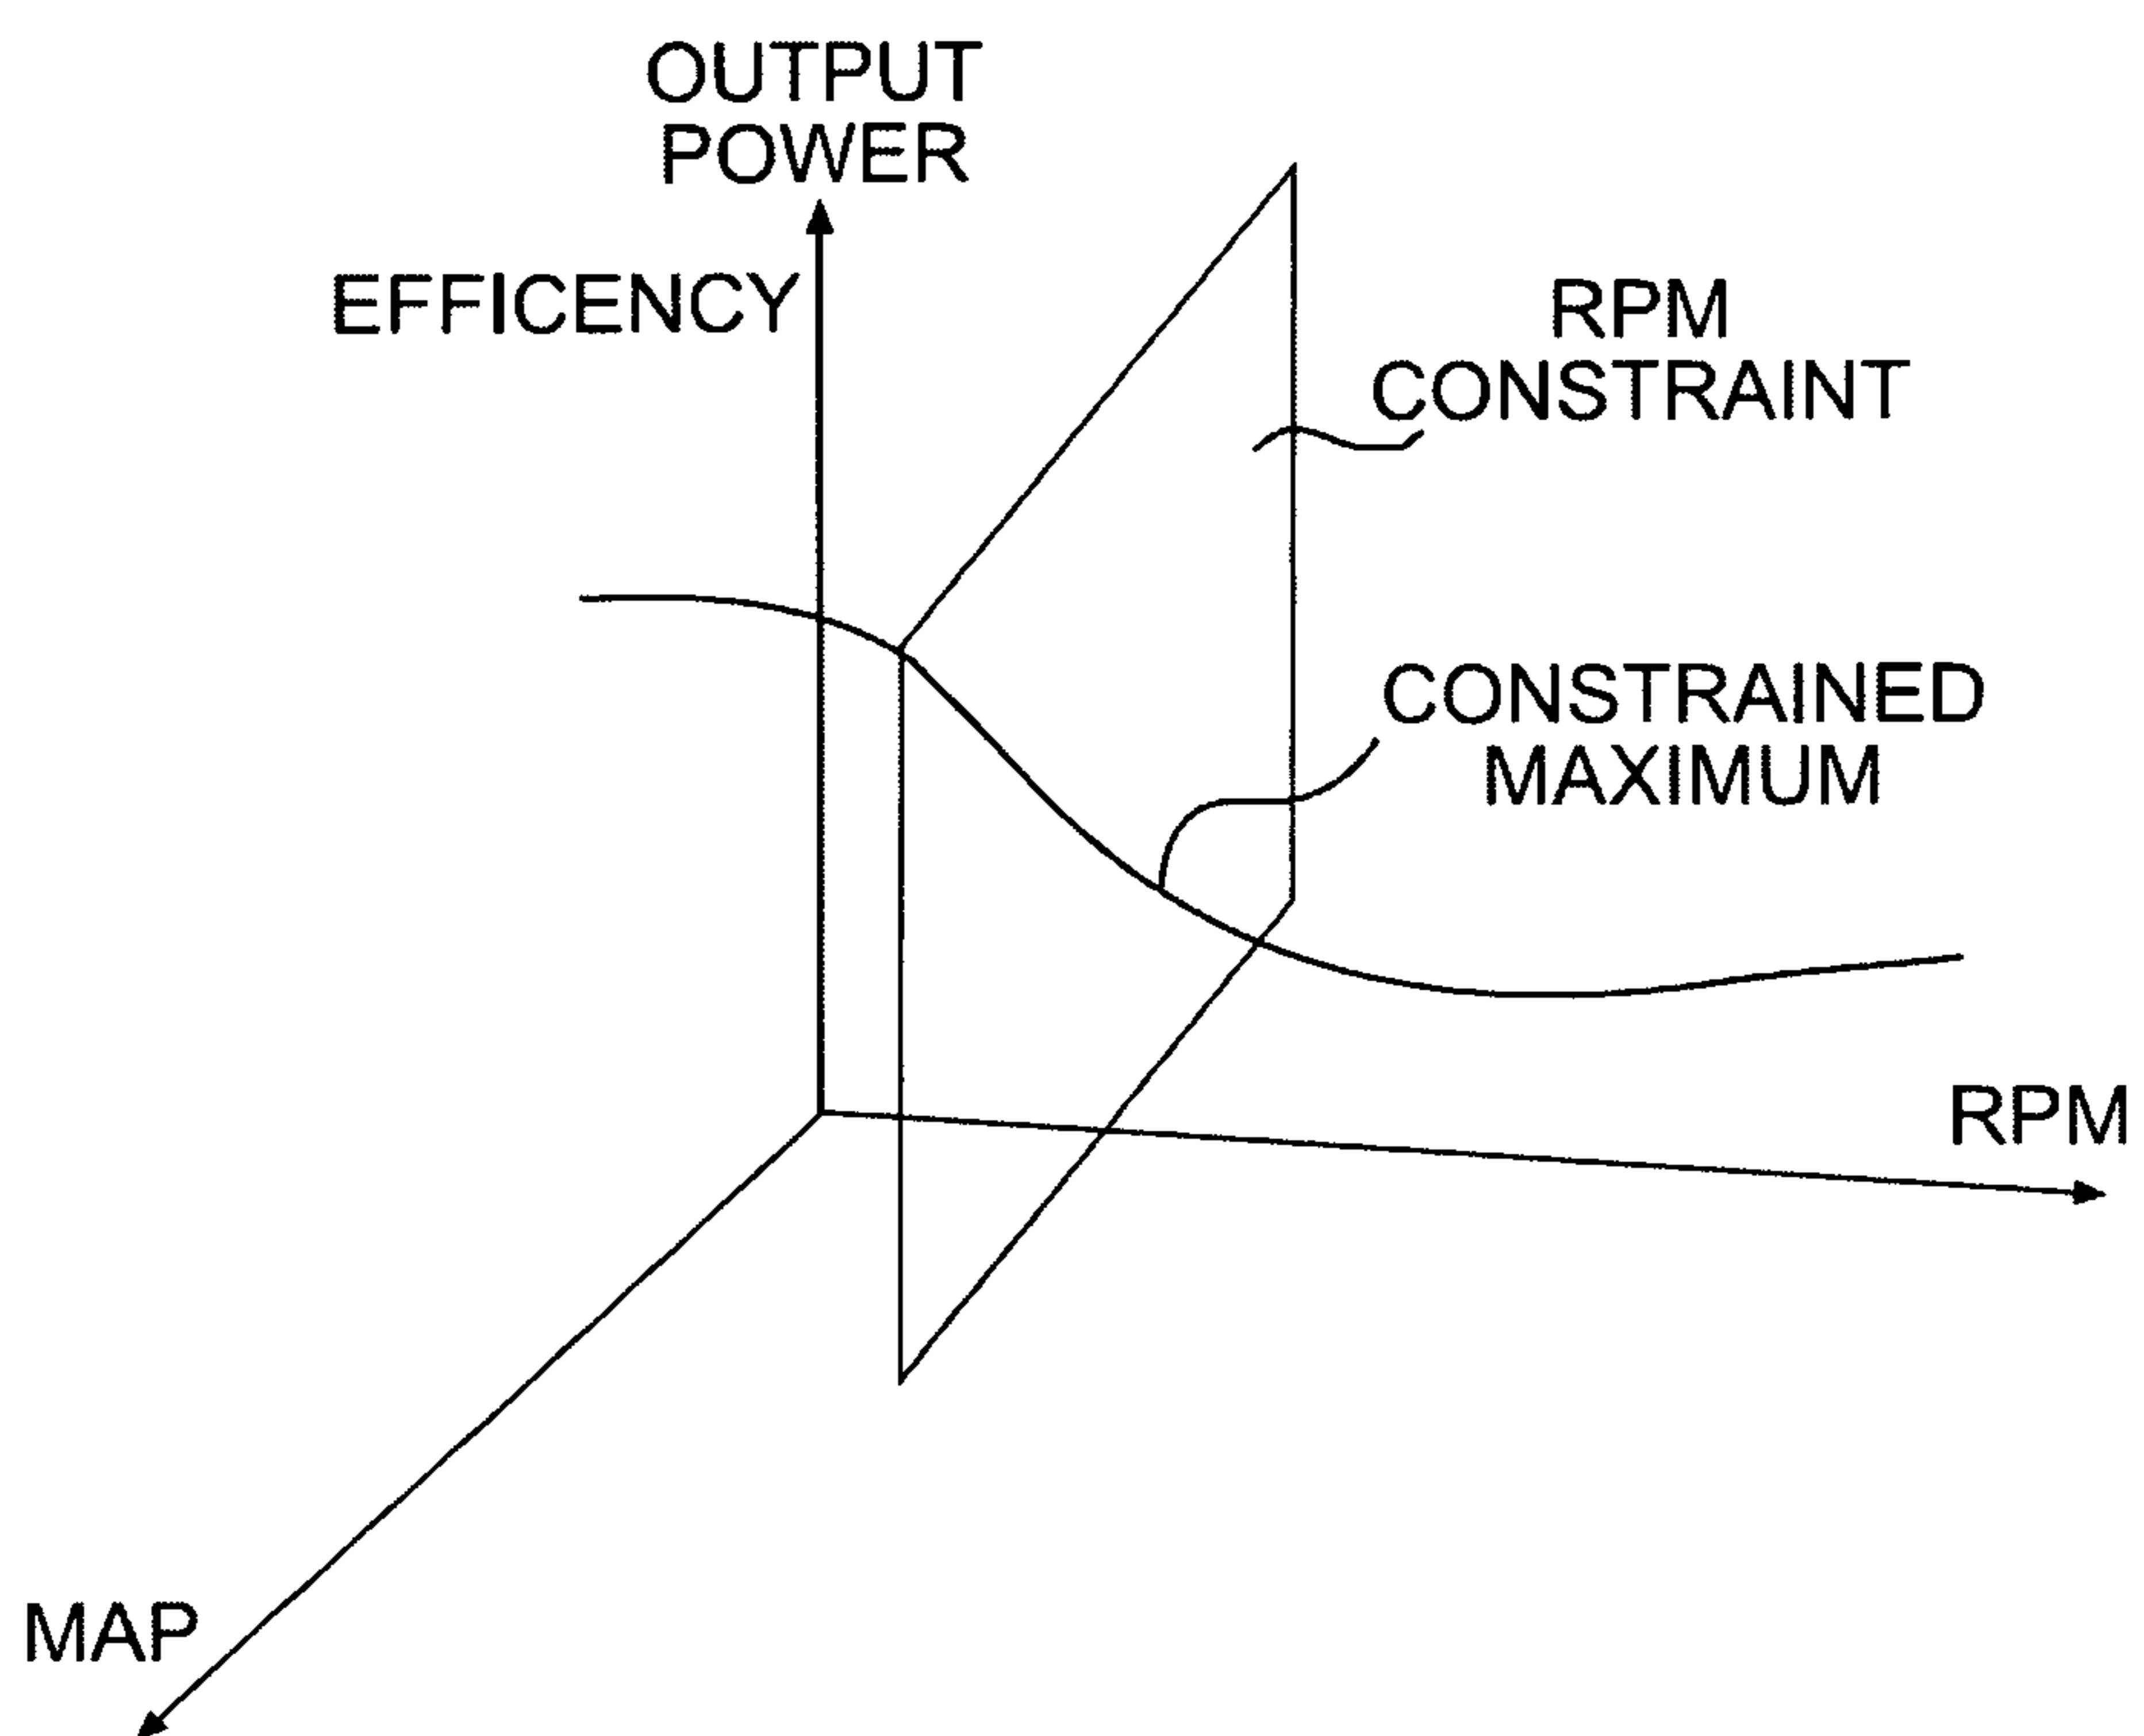 OUTPUT
POWER
EFFICENCY
RPM
CONSTRAINT
CONSTRAINED
MAXIMUM
RPM
MAP